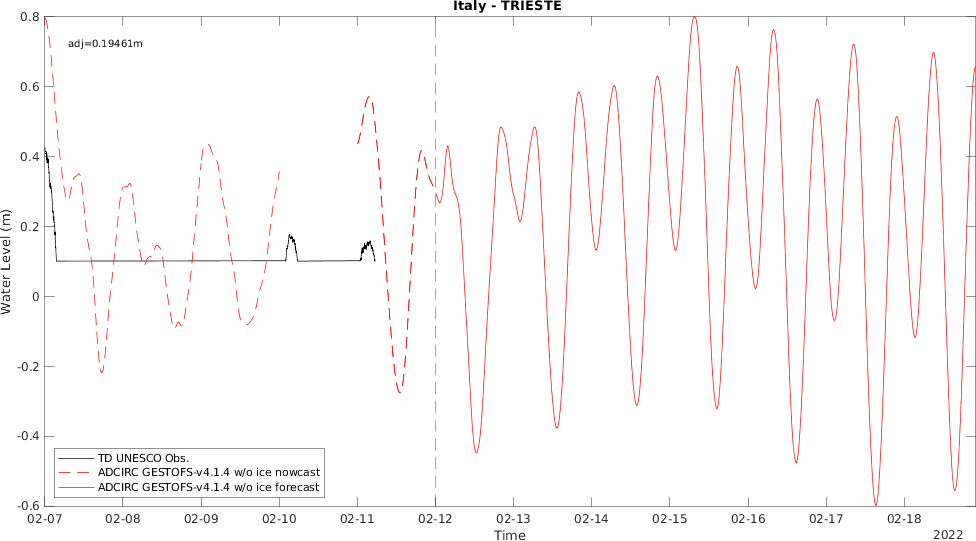 Italy - TRIESTE
adj=0.19461m
0.8
0.6
0.4
0.2
0
-0.2
-0.4
-0.6
Water Level (m)
TD UNESCO Obs.
ADCIRC GESTOFS-v4.1.4 w/o ice nowcast
ADCIRC GESTOFS-v4.1.4 w/o ice forecast
02-07 02-08 02-09 02-10 02-11 02-12 02-13 02-14 02-15 02-16 02-17 02-18
Time
2022